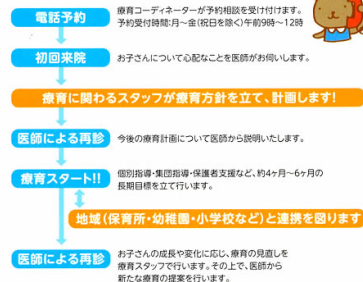 電話予約
療育コーディネーターが予約相談を受け付けます。
予約受付時間:月~金(祝日を除く)午前9時~12時
初回来院
お子さんについて心配なことを医師がお伺いします。
療育に関わるスタッフが療育方針を立て、計画します!
医師による再診
今後の療育計画について医師から説明いたします。
療育スタート!!
個別指導・集団指導・保護者支援など、約4ヶ月~6ヶ月の
長期目標を立て行います。
地域(保育所・幼稚園・小学校など)と連携を図ります
医師による再診
お子さんの成長や変化に応じ、療育の見直しを
療育スタッフで行います。その上で、医師から
新たな療育の提案を行います。